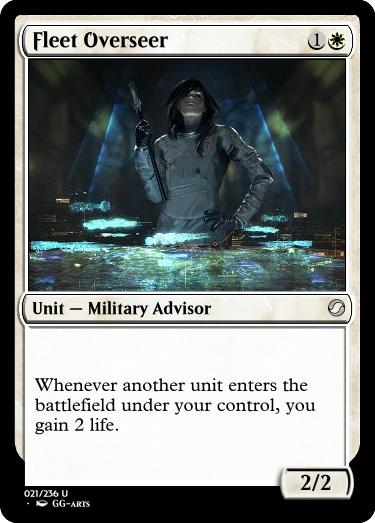 Fleet Overseer 1
Unit — Military Advisor
Whenever another unit enters the
battlefield under your control, you
gain 2 life.
2/2
021/236 U
· GG-ARTS